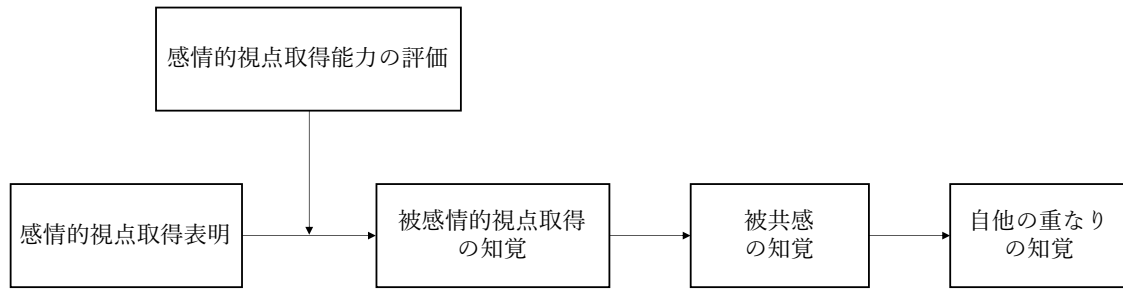 感情的視点取得能力の評価
感情的視点取得表明
被感情的視点取得
の知覚
被共感
の知覚
自他の重なり
の知覚